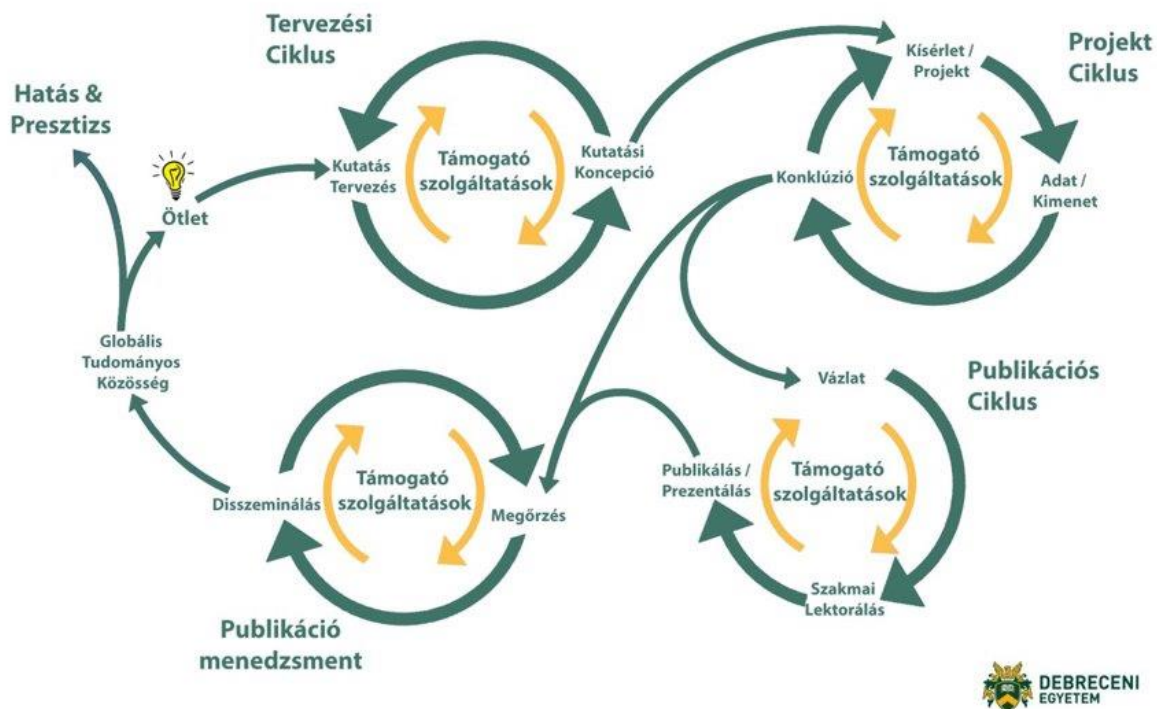 Tervezési
Ciklus
Projekt
Ciklus
Hatás &
Presztizs
Ötlet
Kutatás
Tervezés
Támogató
szolgáltatások
Kutatási
Koncepció
Kísérlet /
Projekt
Konklúzió
Támogató
szolgáltatások
Adat /
Kimenet
Globális
Tudományos
Közösség
Vázlat
Publikációs
Ciklus
Publikálás /
Prezentálás
Támogató
szolgáltatások
Szakmai
Lektorálás
Disszeminálás
Támogató
szolgáltatások
Megőrzés
Publikáció
menedzsment
DEBRECENI
EGYETEM